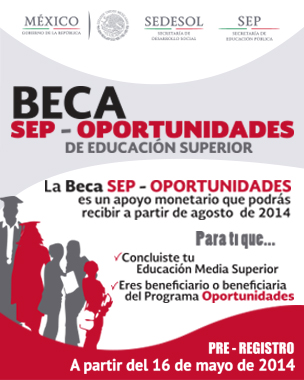 MÉXICO
GOBIERNO DE LA REPÚBLICA
SEDESOL
SECRETARÍA DE
DESARROLLO SOCIAL
SEP
SECRETARÍA DE
EDUCACIÓN PÚBLICA
BECA
SEP - OPORTUNIDADES
DE EDUCACIÓN SUPERIOR
La Beca SEP - OPORTUNIDADES
es un apoyo monetario que podrás
recibir a partir de agosto de 2014
Para ti que...
✓Concluiste tu
Educación Media Superior
✓Eres beneficiario o beneficiaria
del Programa Oportunidades
PRE - REGISTRO
A partir del 16 de mayo de 2014